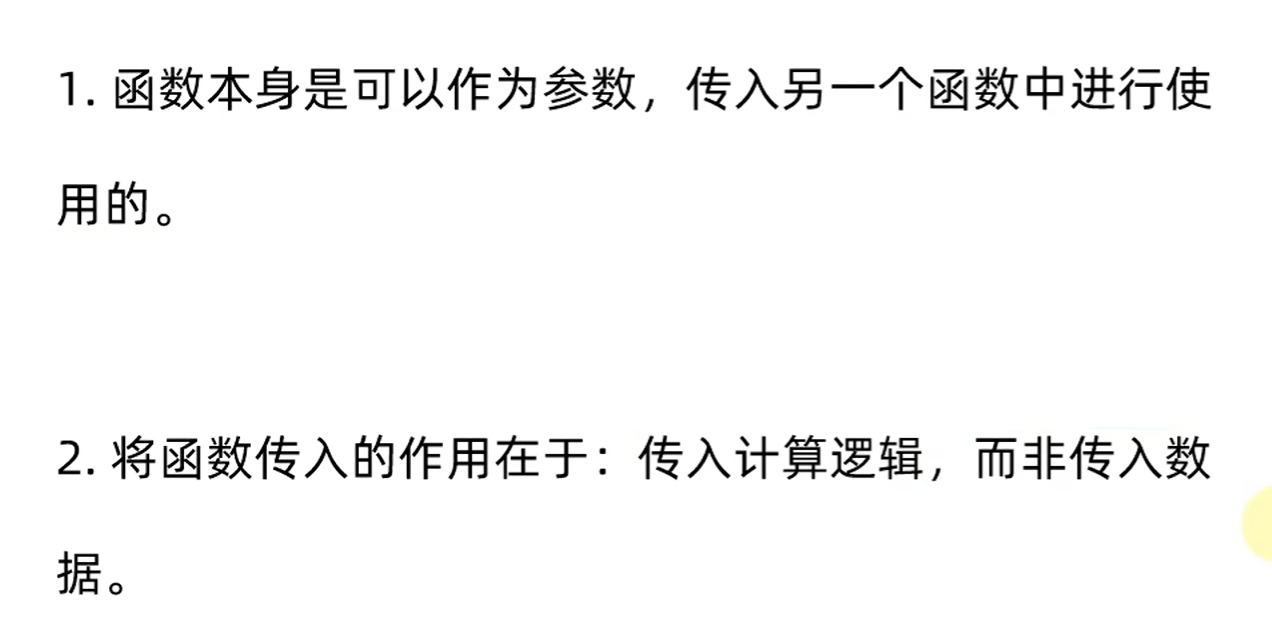 1. 函数本身是可以作为参数，传入另一个函数中进行使
用的。
2. 将函数传入的作用在于：传入计算逻辑，而非传入数
据。